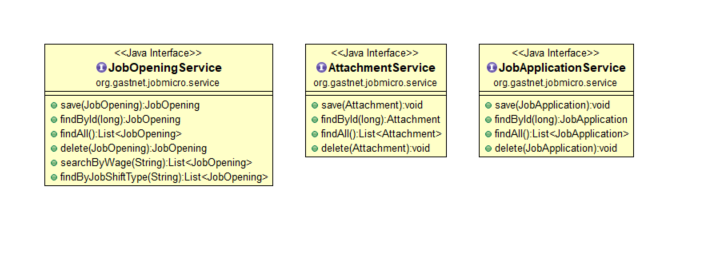 <<Java Interface>>
JobOpeningService
org.gastnet.jobmicro.service
save(JobOpening):JobOpening
findById(long):JobOpening
findAll():List<JobOpening>
delete(JobOpening):JobOpening
searchByWage(String):List<JobOpening>
findByJobShiftType(String):List<JobOpening>
<<Java Interface>>
AttachmentService
org.gastnet.jobmicro.service
save(Attachment):void
findById(long):Attachment
findAll():List<Attachment>
delete(Attachment):void
<<Java Interface>>
JobApplicationService
org.gastnet.jobmicro.service
save(JobApplication):void
findById(long):JobApplication
findAll():List<JobApplication>
delete(JobApplication):void